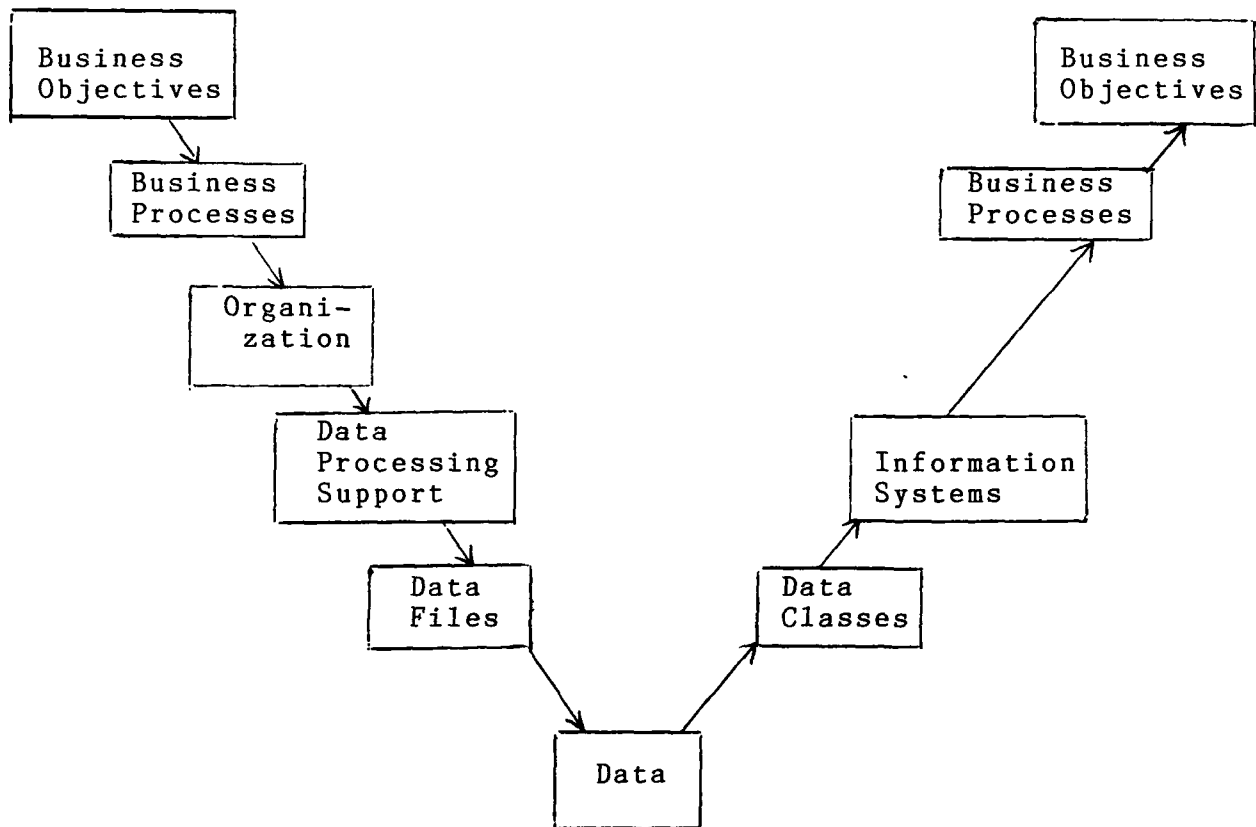 Business
Objectives
Business
Objectives
Business
Processes
Business
Processes
Organi-
zation
Data
Processing
Support
Information
Systems
Data
Files
Data
Classes
Data